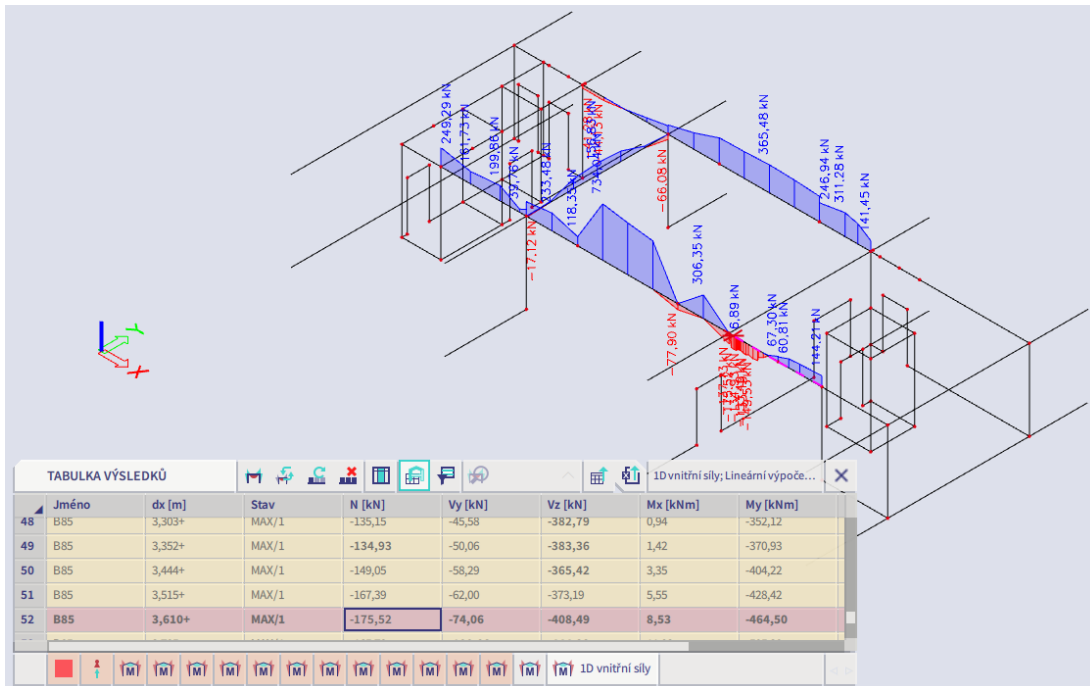 249,29 kN
161,73 kN
199,86 kN
39,76 kN
233,48 kN
118,35 kN
365,48 kN
246,94 kN
311,28 kN
141,45 kN
-66,08 kN
-17,12 kN
306,35 kN
-77,90 kN
6,89 kN
67,30 kN
60,81 kN
144,21 kN
Y
X
TABULKA VÝSLEDKŮ 1D vnitřní síly; Lineární výpoče...
Jméno dx [m] Stav N [kN] Vy [kN] Vz [kN] Mx [kNm] My [kNm]
48 B85 3,303+ MAX/1 -135,15 -45,58 -382,79 0,94 -352,12
49 B85 3,352+ MAX/1 -134,93 -50,06 -383,36 1,42 -370,93
50 B85 3,444+ MAX/1 -149,05 -58,29 -365,42 3,35 -404,22
51 B85 3,515+ MAX/1 -167,39 -62,00 -373,19 5,55 -428,42
52 B85 3,610+ MAX/1 -175,52 -74,06 -408,49 8,53 -464,50
1D vnitřní síly